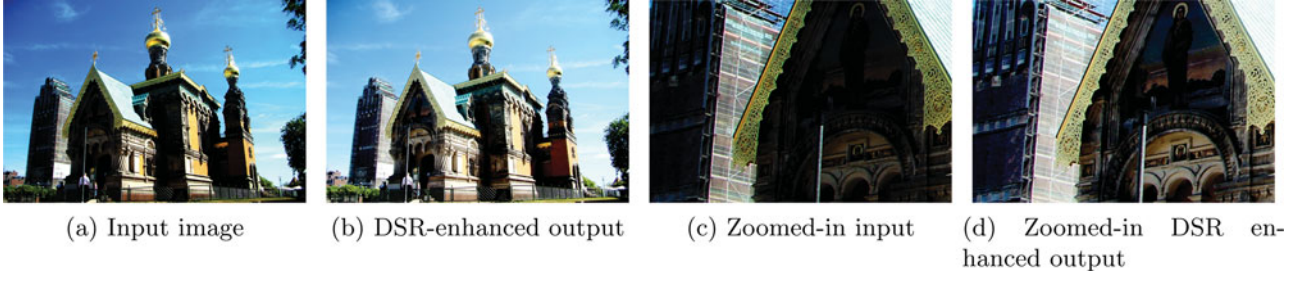 (a) Input image
(b) DSR-enhanced output
(c) Zoomed-in input
(d) Zoomed-in DSR en-
hanced output